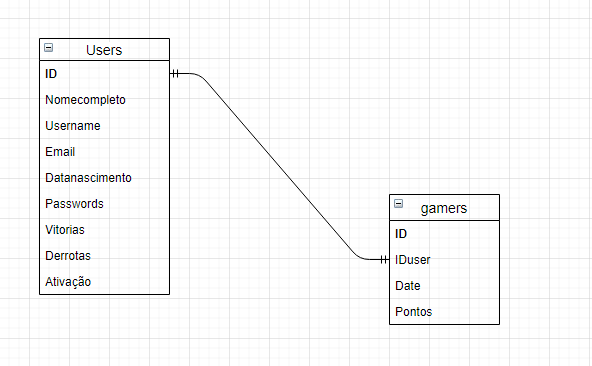 Users
ID
Nomecompleto
Username
Email
Datanascimento
Passwords
Vitorias
Derrotas
Ativação
gamers
ID
IDuser
Date
Pontos